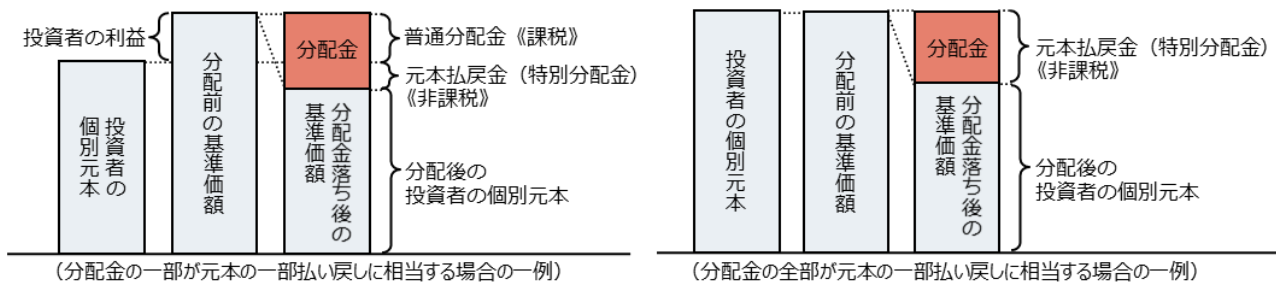 投資者の利益
投資者の
個別元本
分配前の基準価額
分配金
分配金落ち後の
基準価額
普通分配金《課税》
元本払戻金（特別分配金）
《非課税》
分配後の
投資者の個別元本
（分配金の一部が元本の一部払い戻しに相当する場合の一例）
投資者の個別元本
分配前の基準価額
分配金
分配金落ち後の
基準価額
元本払戻金（特別分配金）
《非課税》
分配後の
投資者の個別元本
（分配金の全部が元本の一部払い戻しに相当する場合の一例）